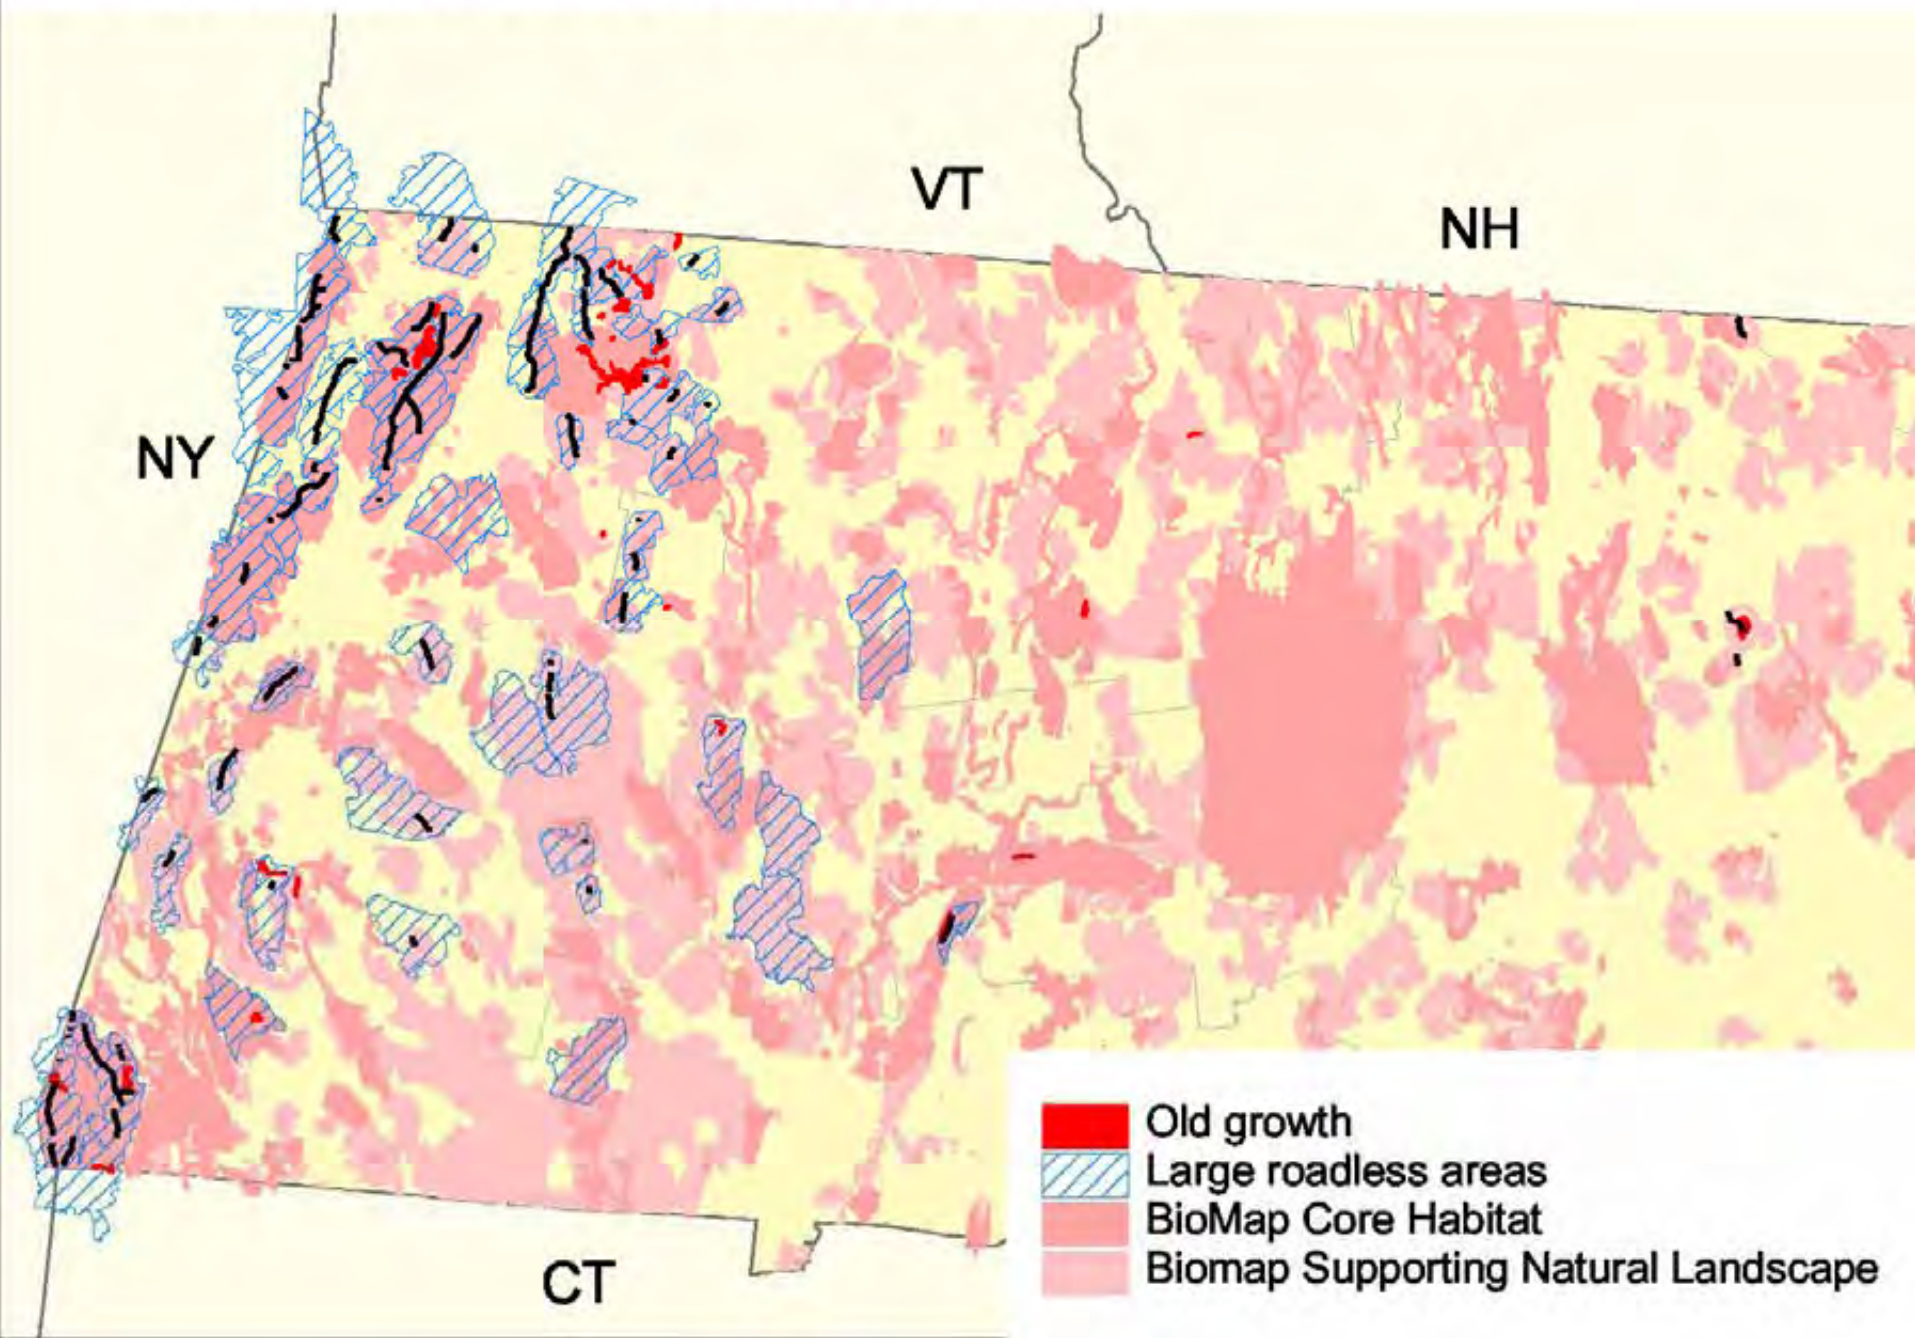 VT
NH
NY
Old growth
Large roadless areas
BioMap Core Habitat
Biomap Supporting Natural Landscape
CT